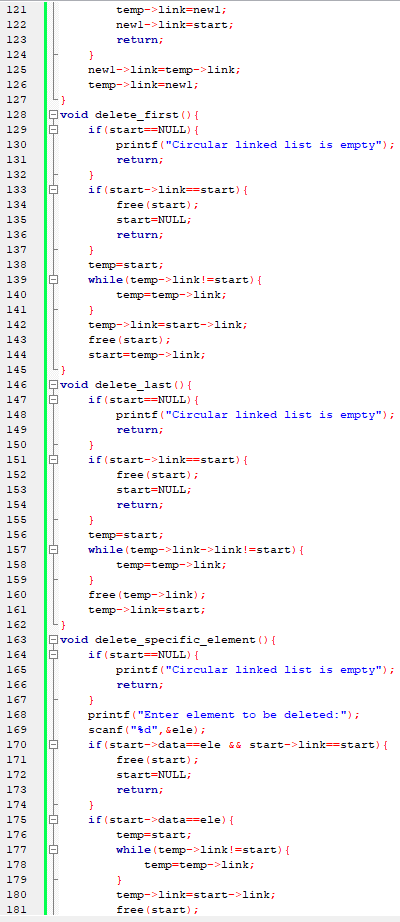 121 temp->link=newl;
122 newl->link=start;
123 return;
124 }
125 newl->link=temp->link;
126 temp->link=newl;
127 }
128 void delete_first(){
129 if(start==NULL){
130 printf("Circular linked list is empty");
131 return;
132 }
133 if(start->link==start){
134 free(start);
135 start=NULL;
136 return;
137 }
138 temp=start;
139 while(temp->link!=start){
140 temp=temp->link;
141 }
142 temp->link=start->link;
143 free(start);
144 start=temp->link;
145 }
146 void delete_last(){
147 if(start==NULL){
148 printf("Circular linked list is empty");
149 return;
150 }
151 if(start->link==start){
152 free(start);
153 start=NULL;
154 return;
155 }
156 temp=start;
157 while(temp->link->link!=start){
158 temp=temp->link;
159 }
160 free(temp->link);
161 temp->link=start;
162 }
163 void delete_specific_element(){
164 if(start==NULL){
165 printf("Circular linked list is empty");
166 return;
167 }
168 printf("Enter element to be deleted:");
169 scanf("%d",&ele);
170 if(start->data==ele && start->link==start){
171 free(start);
172 start=NULL;
173 return;
174 }
175 if(start->data==ele){
176 temp=start;
177 while(temp->link!=start){
178 temp=temp->link;
179 }
180 temp->link=start->link;
181 free(start);